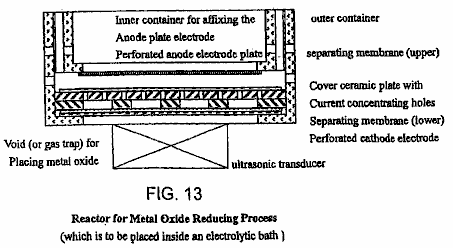 Inner container for affixing the
Anode plate electrode
Perforated anode electrode plate
outer container
separating membrane (upper)
Cover ceramic plate with
Current concentrating holes
Separating membrane (lower)
Perforated cathode electrode
Void (or gas trap) for
Placing metal oxide
ultrasonic transducer
FIG. 13
Reactor for Metal Oxide Reducing Process
(which is to be placed inside an electrolytic bath )